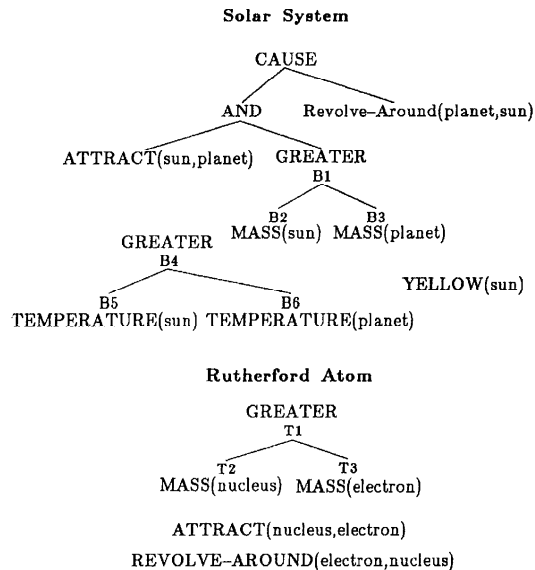 Solar System
CAUSE
AND Revolve-Around(planet,sun)
ATTRACT(sun,planet) GREATER
B1
B2 B3
MASS(sun) MASS(planet)
GREATER
B4
YELLOW(sun)
B5 B6
TEMPERATURE(sun) TEMPERATURE(planet)
Rutherford Atom
GREATER
T1
T2 T3
MASS(nucleus) MASS(electron)
ATTRACT(nucleus,electron)
REVOLVE-AROUND(electron,nucleus)